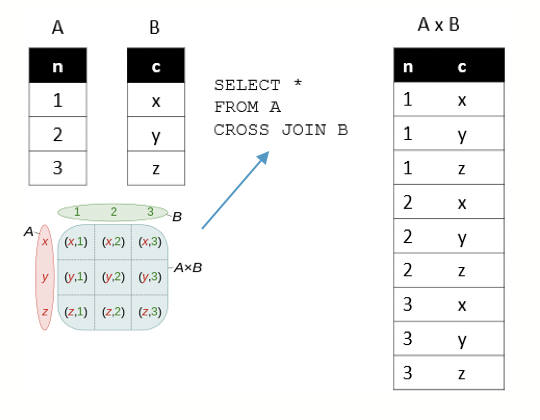 A
n
1
2
3
B
c
x
y
z
SELECT *
FROM A
CROSS JOIN B
1 2 3
B
A
x (x,1) (x,2) (x,3)
A×B
y (y,1) (y,2) (y,3)
z (z,1) (z,2) (z,3)
A x B
n c
1 x
1 y
1 z
2 x
2 y
2 z
3 x
3 y
3 z